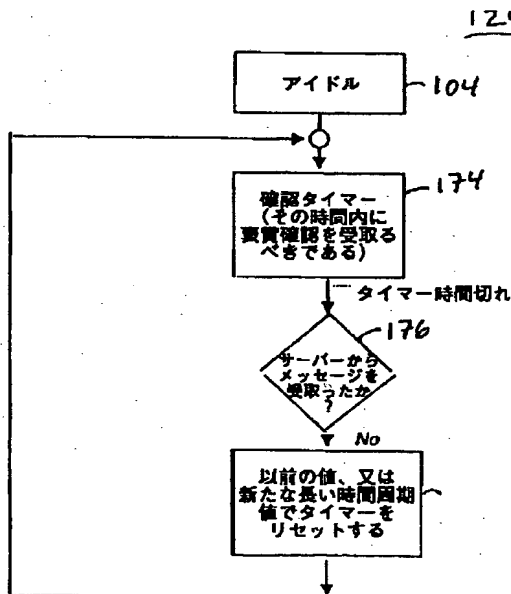 アイドル
104
174
確認タイマー
(その時間内に
褒賞確認を受取る
べきである)
タイマー時間切れ
176
サーバーから
メッセージを
受取ったか
?
No
以前の値、又は
新たな長い時間周期
値でタイマーを
リセットする